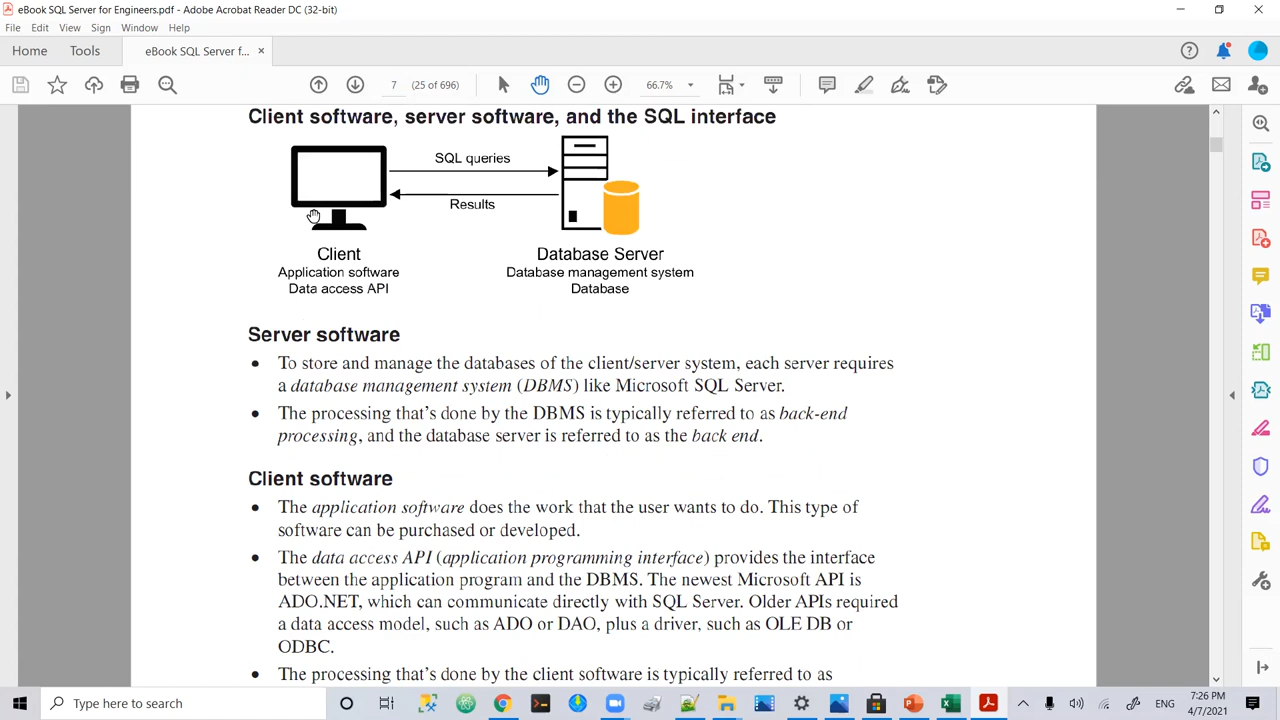 eBook SQL Server for Engineers.pdf - Adobe Acrobat Reader DC (32-bit)
File Edit View Sign Window Help
Home Tools eBook SQL Server f... ×
7 (25 of 696) 66.7%
Client software, server software, and the SQL interface
SQL queries
Results
Client Database Server
Application software Database management system
Data access API Database
Server software
• To store and manage the databases of the client/server system, each server requires
a database management system (DBMS) like Microsoft SQL Server.
• The processing that's done by the DBMS is typically referred to as back-end
processing, and the database server is referred to as the back end.
Client software
• The application software does the work that the user wants to do. This type of
software can be purchased or developed.
• The data access API (application programming interface) provides the interface
between the application program and the DBMS. The newest Microsoft API is
ADO.NET, which can communicate directly with SQL Server. Older APIs required
a data access model, such as ADO or DAO, plus a driver, such as OLE DB or
ODBC.
• The processing that's done by the client software is typically referred to as
Type here to search
ENG
7:26 PM
4/7/2021